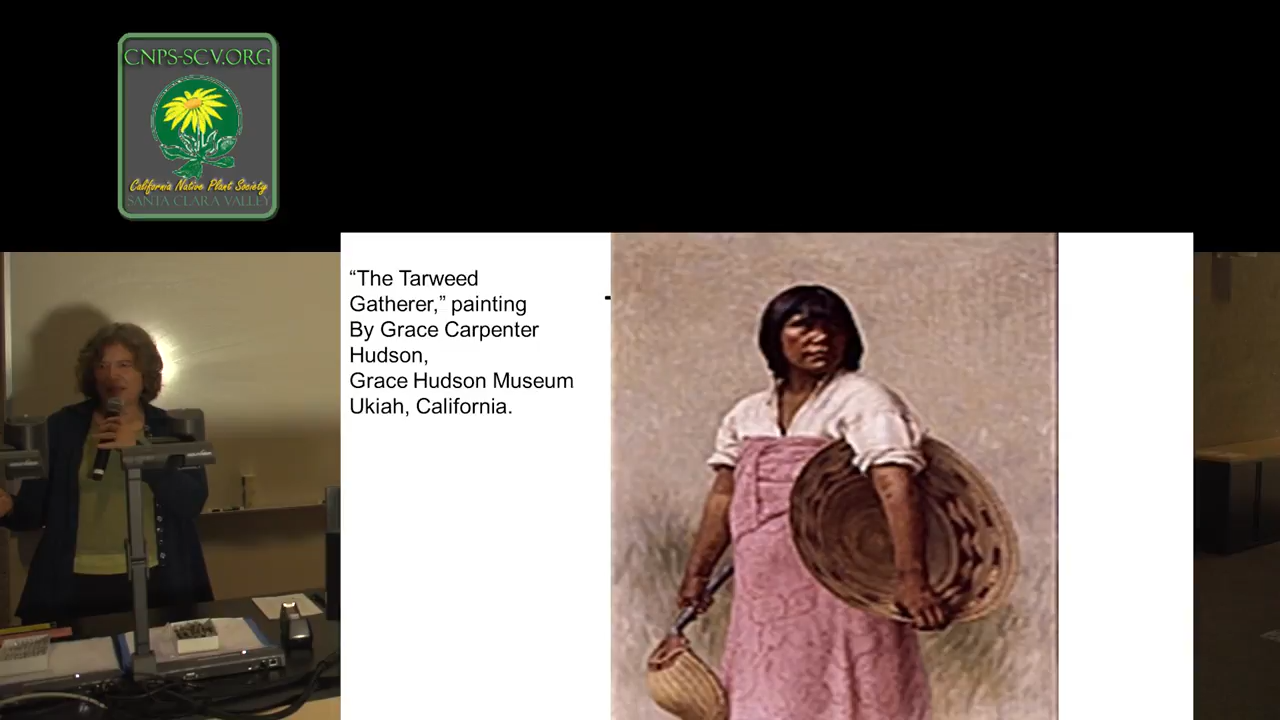 CNPS-SCV.ORG
California Native Plant Society
SANTA CLARA VALLEY
“The Tarweed
Gatherer,” painting
By Grace Carpenter
Hudson,
Grace Hudson Museum
Ukiah, California.